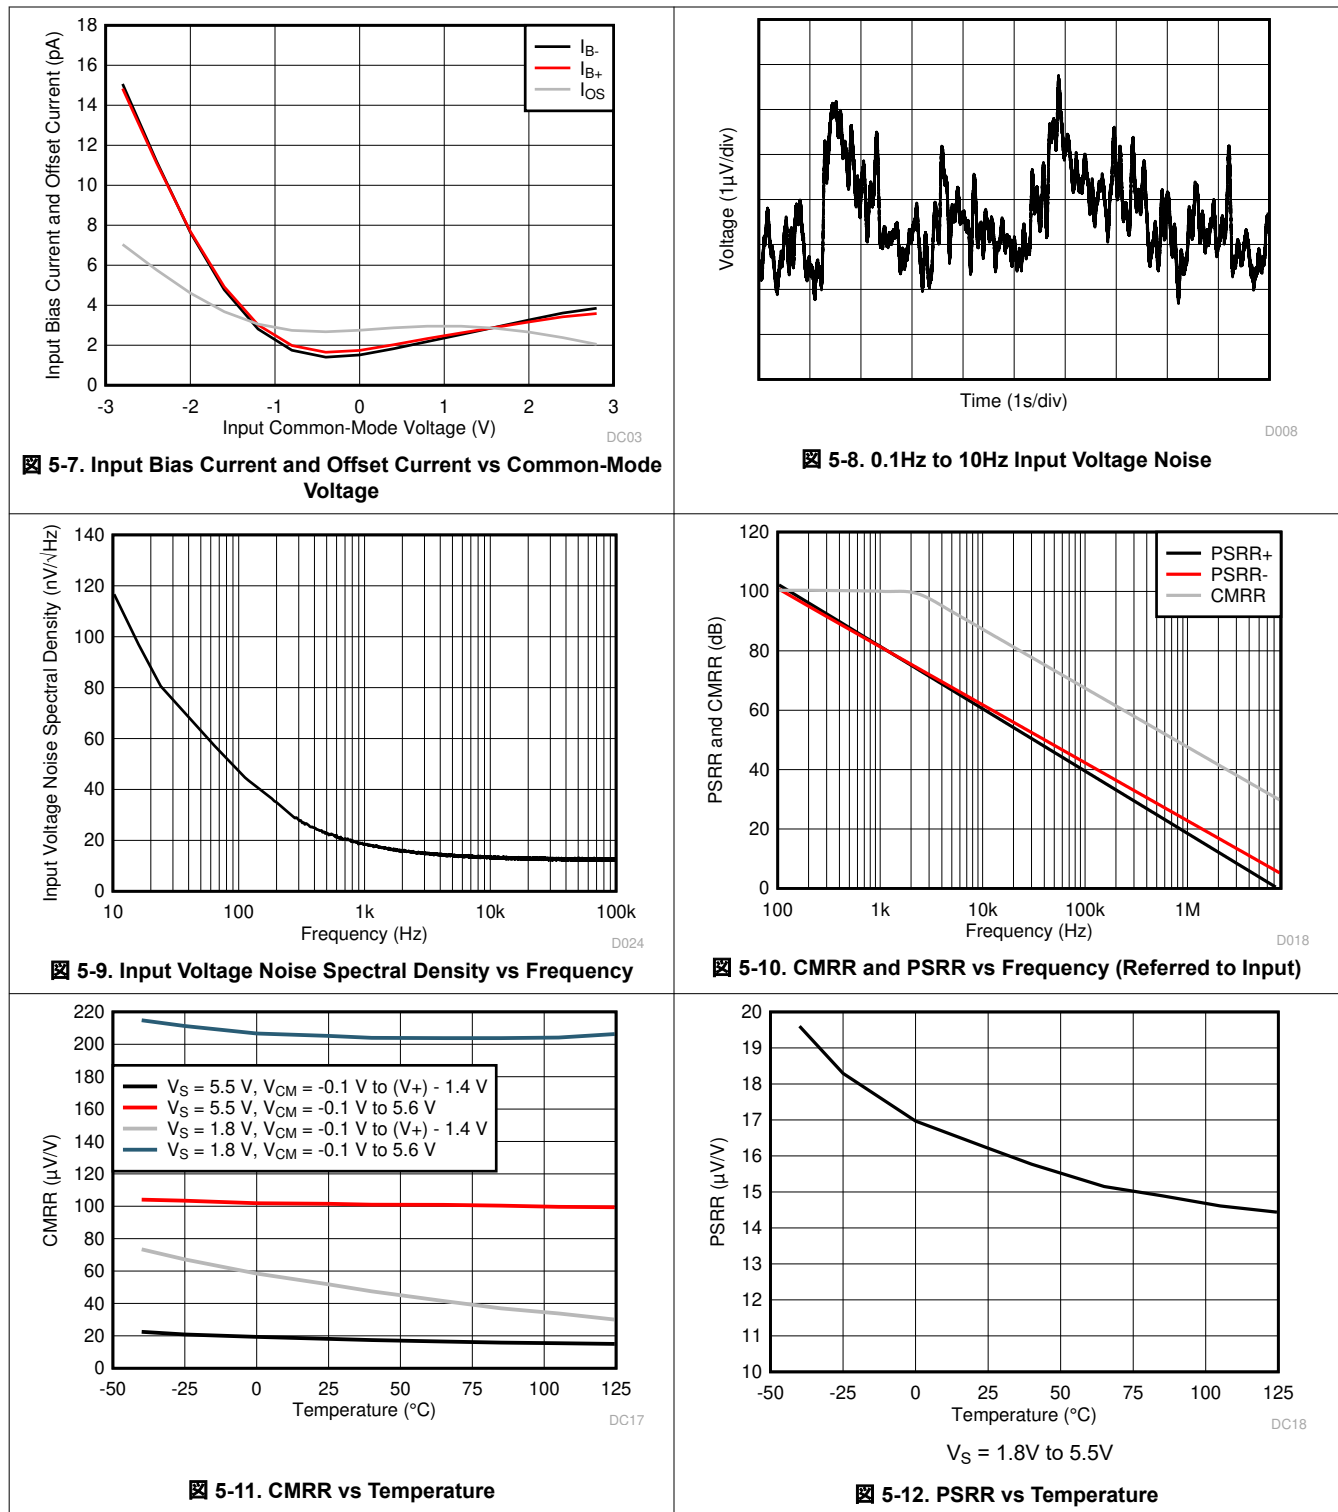 18
16
14
12
10
8
6
4
2
0
-3 -2 -1 0 1 2 3
Input Bias Current and Offset Current (pA)
Input Common-Mode Voltage (V)
IB-
IB+
IOS
DC03
図 5-7. Input Bias Current and Offset Current vs Common-Mode
Voltage
Voltage (1µV/div)
Time (1s/div)
D008
図 5-8. 0.1Hz to 10Hz Input Voltage Noise
140
120
100
80
60
40
20
0
10 100 1k 10k 100k
Input Voltage Noise Spectral Density (nV/√Hz)
Frequency (Hz)
D024
図 5-9. Input Voltage Noise Spectral Density vs Frequency
120
100
80
60
40
20
0
100 1k 10k 100k 1M
PSRR and CMRR (dB)
Frequency (Hz)
PSRR+
PSRR-
CMRR
D018
図 5-10. CMRR and PSRR vs Frequency (Referred to Input)
220
200
180
160
140
120
100
80
60
40
20
0
-50 -25 0 25 50 75 100 125
CMRR (µV/V)
Temperature (°C)
VS = 5.5 V, VCM = -0.1 V to (V+) - 1.4 V
VS = 5.5 V, VCM = -0.1 V to 5.6 V
VS = 1.8 V, VCM = -0.1 V to (V+) - 1.4 V
VS = 1.8 V, VCM = -0.1 V to 5.6 V
DC17
図 5-11. CMRR vs Temperature
20
19
18
17
16
15
14
13
12
11
10
-50 -25 0 25 50 75 100 125
PSRR (µV/V)
Temperature (°C)
DC18
VS = 1.8V to 5.5V
図 5-12. PSRR vs Temperature